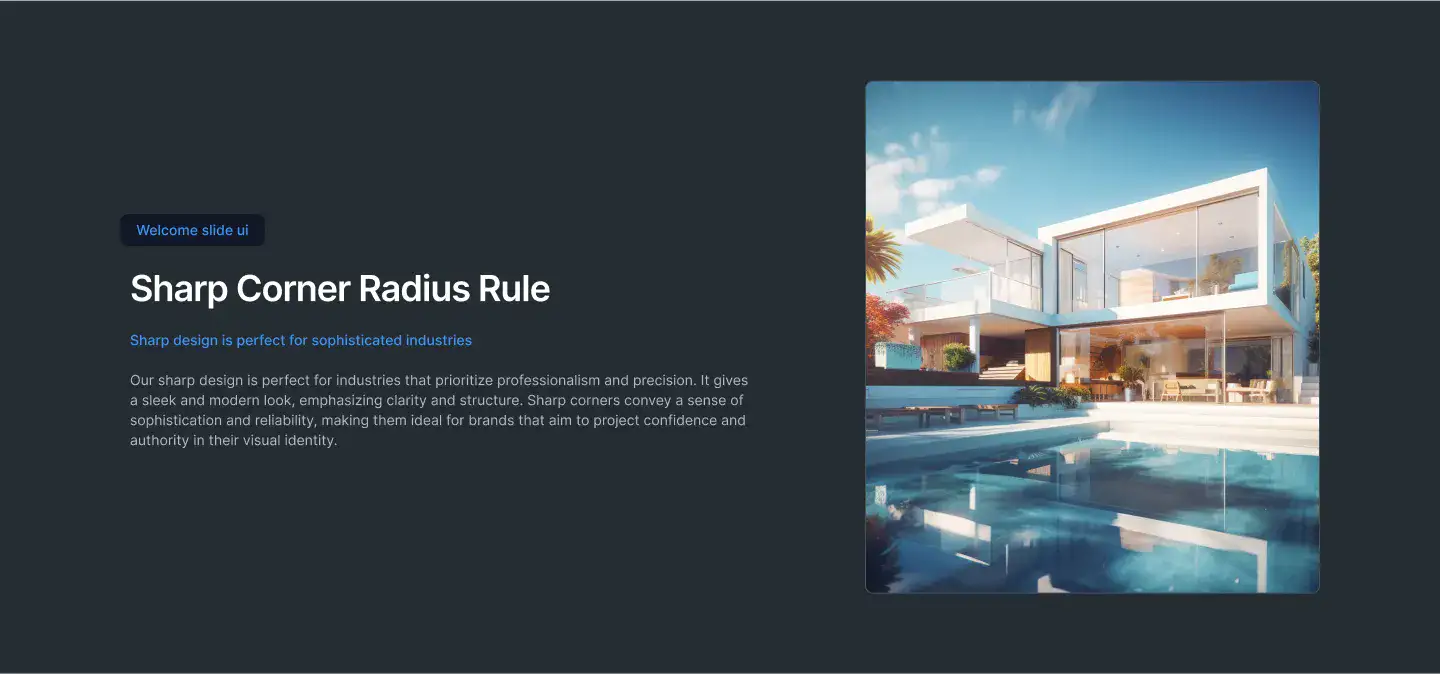 Welcome slide ui
Sharp Corner Radius Rule
Sharp design is perfect for sophisticated industries
Our sharp design is perfect for industries that prioritize professionalism and precision. It gives
a sleek and modern look, emphasizing clarity and structure. Sharp corners convey a sense of
sophistication and reliability, making them ideal for brands that aim to project confidence and
authority in their visual identity.